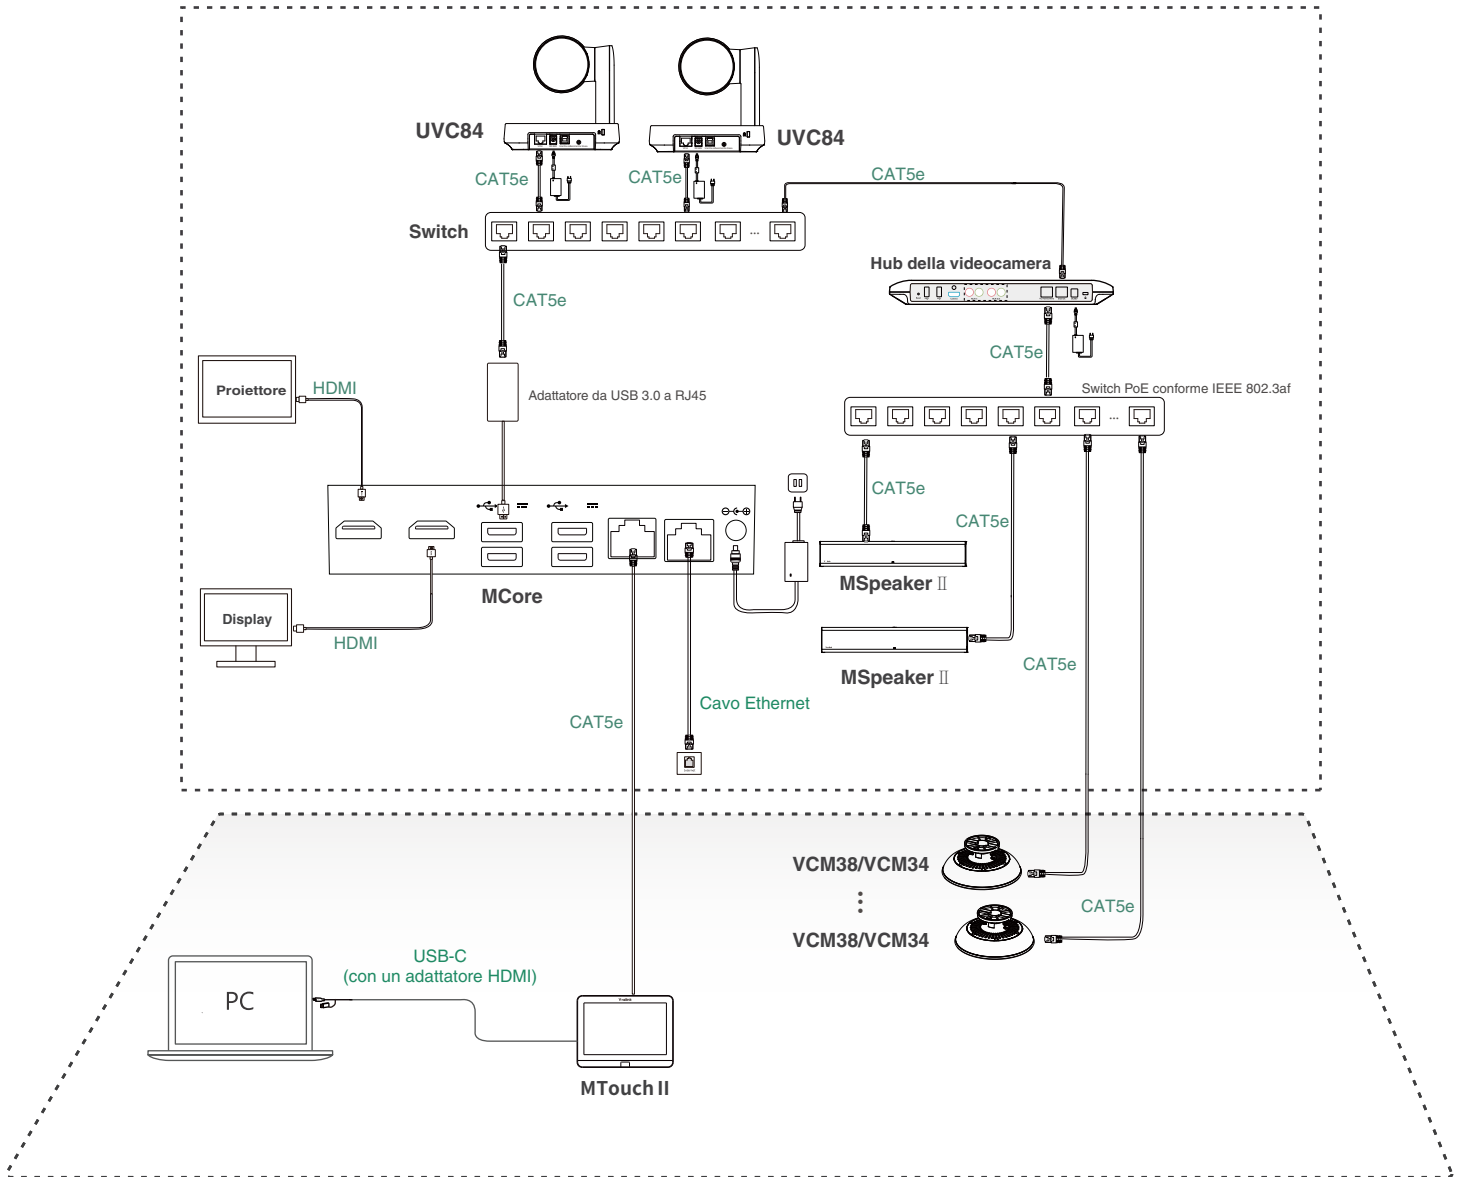 UVC84
UVC84
CAT5e
CAT5e
CAT5e
Switch
...
Hub della videocamera
CAT5e
CAT5e
Proiettore
HDMI
Adattatore da USB 3.0 a RJ45
Switch PoE conforme IEEE 802.3af
...
CAT5e
CAT5e
MSpeaker II
MCore
Display
HDMI
MSpeaker II
CAT5e
Cavo Ethernet
CAT5e
VCM38/VCM34
CAT5e
VCM38/VCM34
USB-C
(con un adattatore HDMI)
PC
Yealink
MTouch II